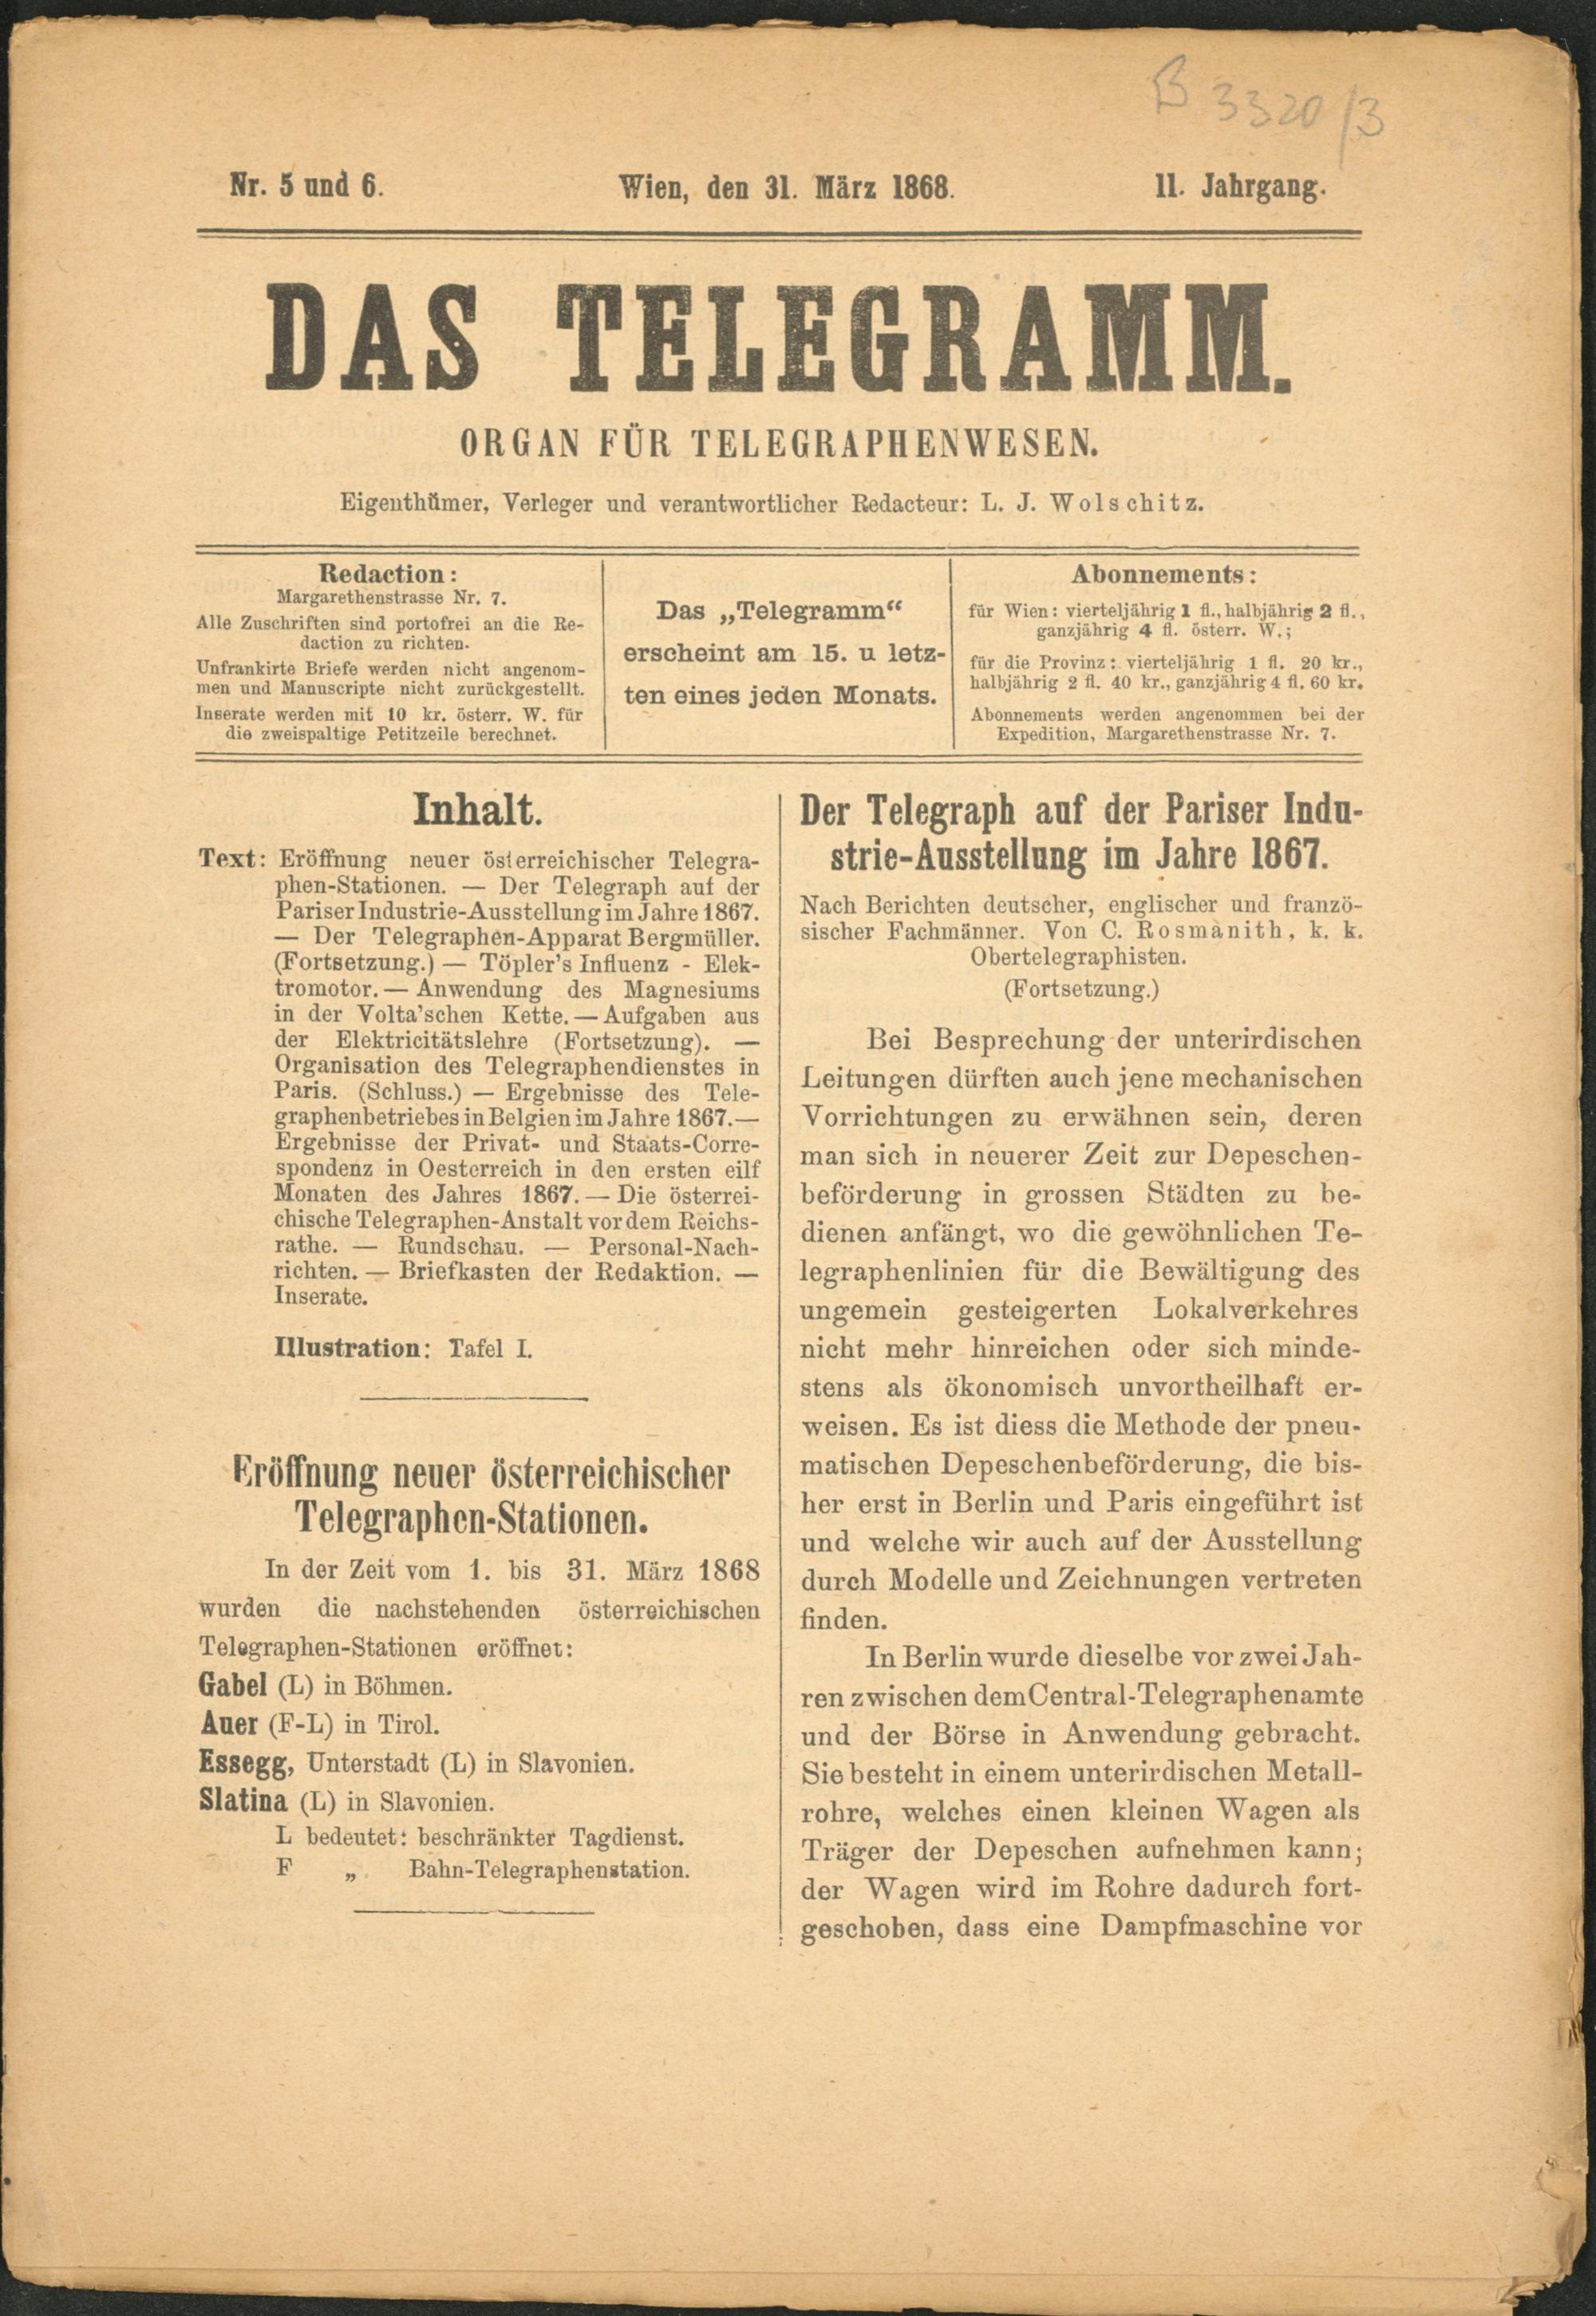 B 3320/3
Nr. 5 und 6.
Wien, den 31. März 1868.
11. Jahrgang.
DAS TELEGRAMM.
ORGAN FÜR TELEGRAPHENWESEN.
Eigenthümer, Verleger und verantwortlicher Redacteur: L. J. Wolschitz.
Redaction:
Margarethenstrasse Nr. 7.
Alle Zuschriften sind portofrei an die Re-
daction zu richten.
Unfrankirte Briefe werden nicht angenom-
men und Manuscripte nicht zurückgestellt.
Inserate werden mit 10 kr. österr. W. für
die zweispaltige Petitzeile berechnet.
Das „Telegramm“
erscheint am 15. u letz-
ten eines jeden Monats.
Abonnements:
für Wien: vierteljährig 1 fl., halbjährig 2 fl.,
ganzjährig 4 fl. österr. W.;
für die Provinz: vierteljährig 1 fl. 20 kr.,
halbjährig 2 fl. 40 kr., ganzjährig 4 fl. 60 kr.
Abonnements werden angenommen bei der
Expedition, Margarethenstrasse Nr. 7.
Inhalt.
Text: Eröffnung neuer österreichischer Telegra-
phen-Stationen. — Der Telegraph auf der
Pariser Industrie-Ausstellung im Jahre 1867.
— Der Telegraphen-Apparat Bergmüller.
(Fortsetzung.) — Töpler's Influenz - Elek-
tromotor. — Anwendung des Magnesiums
in der Volta'schen Kette. — Aufgaben aus
der Elektricitätslehre (Fortsetzung). —
Organisation des Telegraphendienstes in
Paris. (Schluss.) — Ergebnisse des Tele-
graphenbetriebes in Belgien im Jahre 1867. —
Ergebnisse der Privat- und Staats-Corre-
spondenz in Oesterreich in den ersten eilf
Monaten des Jahres 1867. — Die österrei-
chische Telegraphen-Anstalt vor dem Reichs-
rathe. — Rundschau. — Personal-Nach-
richten. — Briefkasten der Redaktion. —
Inserate.
Illustration: Tafel I.
Eröffnung neuer österreichischer
Telegraphen-Stationen.
In der Zeit vom 1. bis 31. März 1868
wurden die nachstehenden österreichischen
Telegraphen-Stationen eröffnet:
Gabel (L) in Böhmen.
Auer (F-L) in Tirol.
Essegg, Unterstadt (L) in Slavonien.
Slatina (L) in Slavonien.
L bedeutet: beschränkter Tagdienst.
F „ Bahn-Telegraphenstation.
Der Telegraph auf der Pariser Indu-
strie-Ausstellung im Jahre 1867.
Nach Berichten deutscher, englischer und franzö-
sischer Fachmänner. Von C. Rosmanith, k. k.
Obertelegraphisten.
(Fortsetzung.)
Bei Besprechung der unterirdischen
Leitungen dürften auch jene mechanischen
Vorrichtungen zu erwähnen sein, deren
man sich in neuerer Zeit zur Depeschen-
beförderung in grossen Städten zu be-
dienen anfängt, wo die gewöhnlichen Te-
legraphenlinien für die Bewältigung des
ungemein gesteigerten Lokalverkehres
nicht mehr hinreichen oder sich minde-
stens als ökonomisch unvortheilhaft er-
weisen. Es ist diess die Methode der pneu-
matischen Depeschenbeförderung, die bis-
her erst in Berlin und Paris eingeführt ist
und welche wir auch auf der Ausstellung
durch Modelle und Zeichnungen vertreten
finden.
In Berlin wurde dieselbe vor zwei Jah-
ren zwischen dem Central-Telegraphenamte
und der Börse in Anwendung gebracht.
Sie besteht in einem unterirdischen Metall-
rohre, welches einen kleinen Wagen als
Träger der Depeschen aufnehmen kann;
der Wagen wird im Rohre dadurch fort-
geschoben, dass eine Dampfmaschine vor